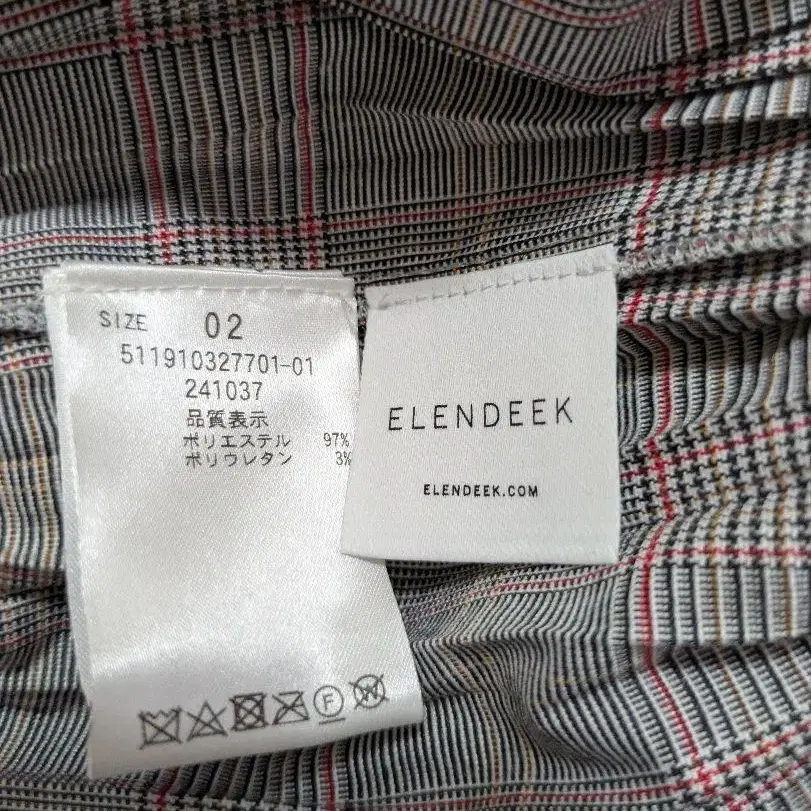 SIZE 02
511910327701-01
241037
品質表示
ポリエステル 97%
ポリウレタン 3%
F
W
ELENDEEK
ELENDEEK.COM